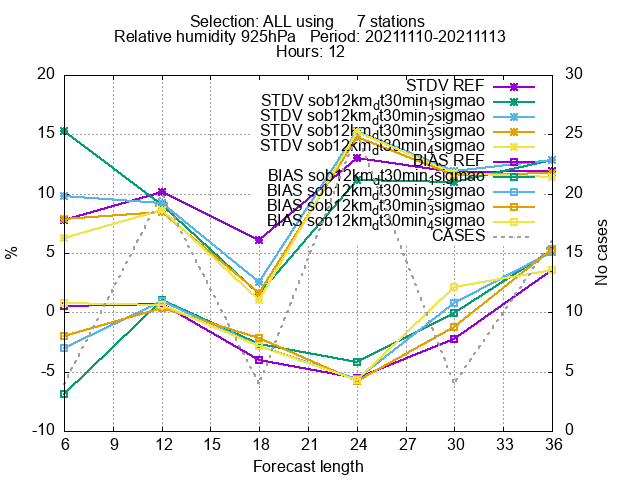 Selection: ALL using 7 stations
Relative humidity 925hPa Period: 20211110-20211113
Hours: 12
STDV REF
STDV sob12km_dt30min_1sigmao
STDV sob12km_dt30min_2sigmao
STDV sob12km_dt30min_3sigmao
STDV sob12km_dt30min_4sigmao
BIAS REF
BIAS sob12km_dt30min_1sigmao
BIAS sob12km_dt30min_2sigmao
BIAS sob12km_dt30min_3sigmao
BIAS sob12km_dt30min_4sigmao
CASES
20
15
10
5
0
-5
-10
%
30
25
20
15
10
5
0
No cases
6 9 12 15 18 21 24 27 30 33 36
Forecast length